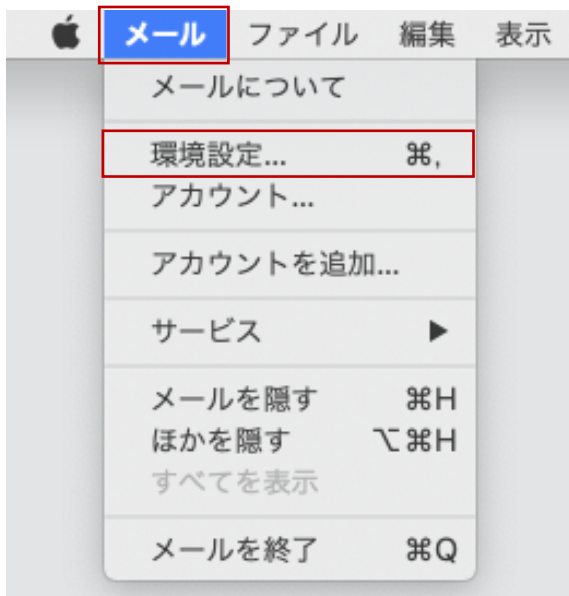 メール ファイル 編集 表示
メールについて
環境設定... ⌘,
アカウント...
アカウントを追加...
サービス ▶
メールを隠す ⌘H
ほかを隠す ⌥⌘H
すべてを表示
メールを終了 ⌘Q